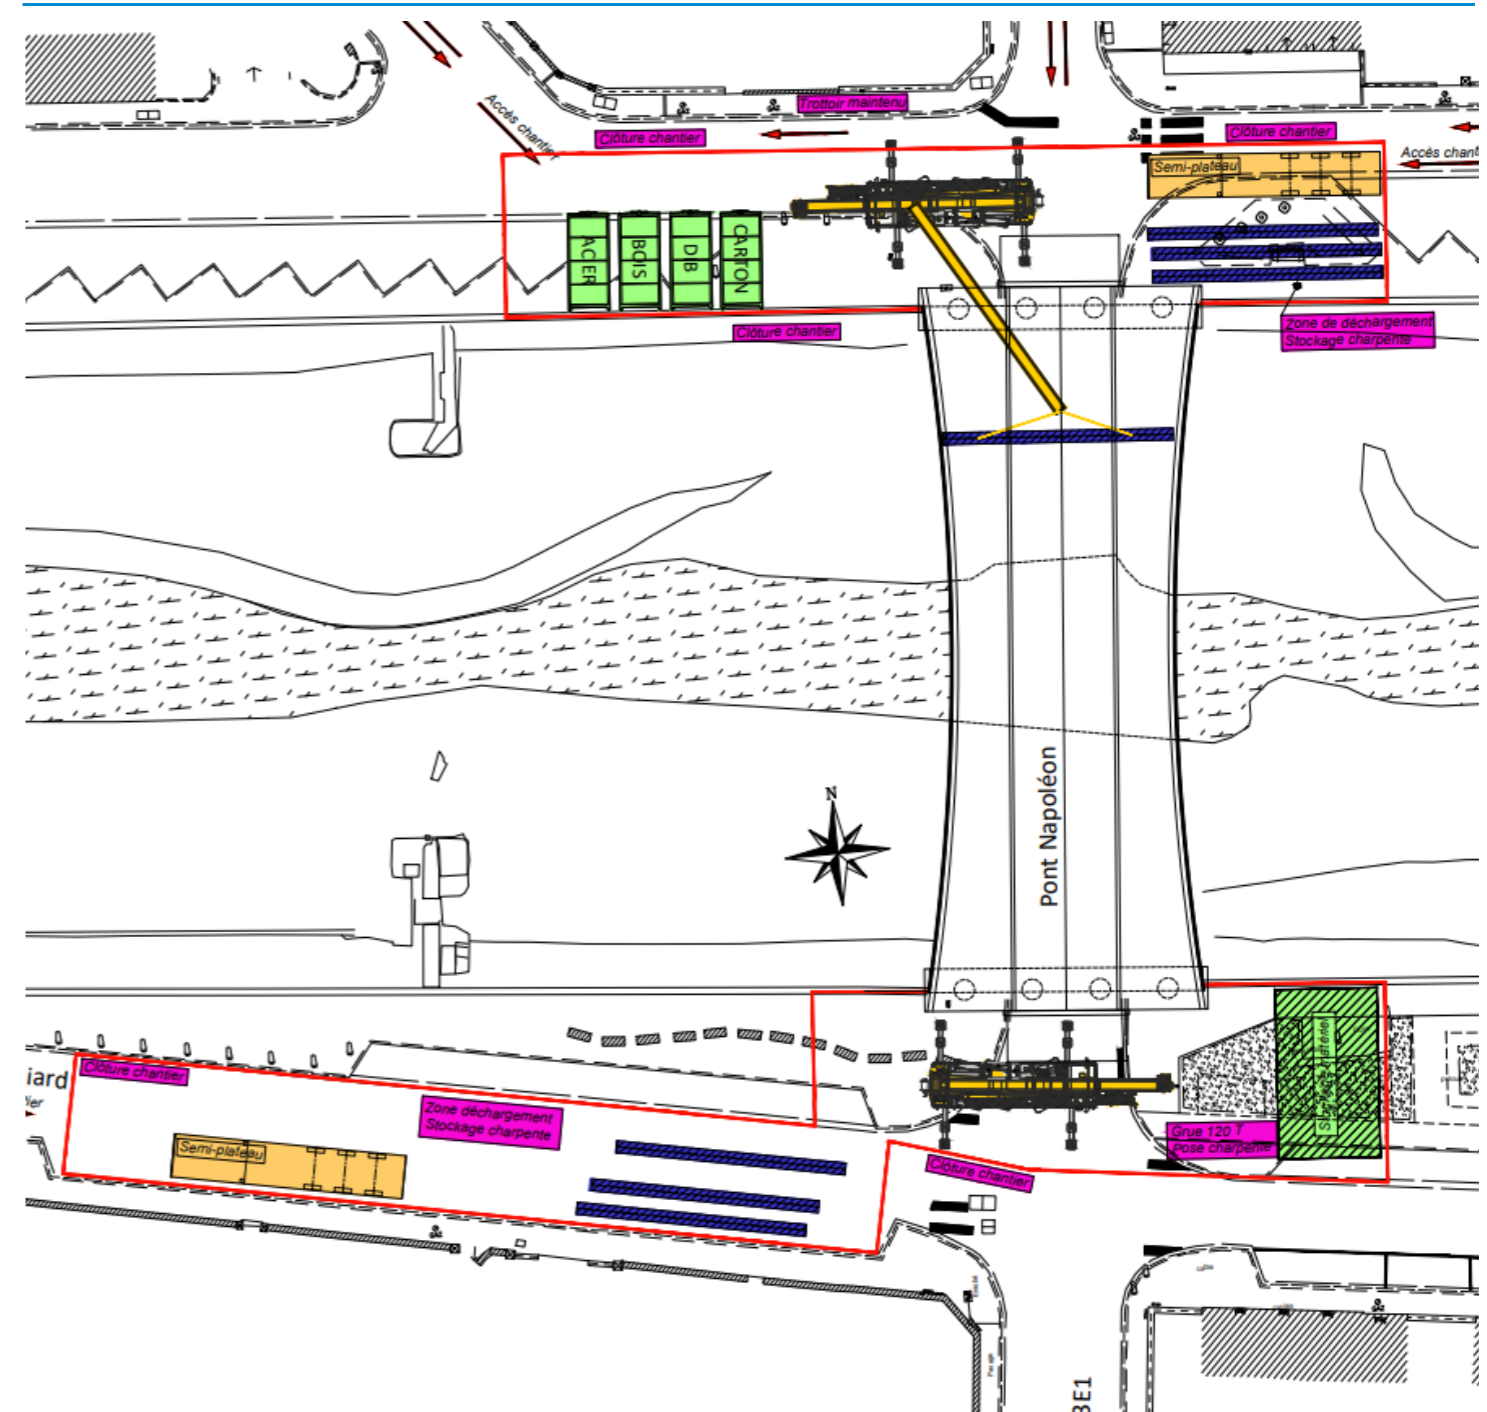 Trottoir maintenu
Accès chantier
Clôture chantier
Clôture chantier
Accès chant
Semi-plateau
ACIER
BOIS
DIB
CARTON
Zone de déchargement
Stockage charpente
Clôture chantier
Pont Napoléon
N
iard
ier
Clôture chantier
Zone déchargement
Stockage charpente
Semi-plateau
Grue 120 T
Pose charpente
Clôture chantier
BE1